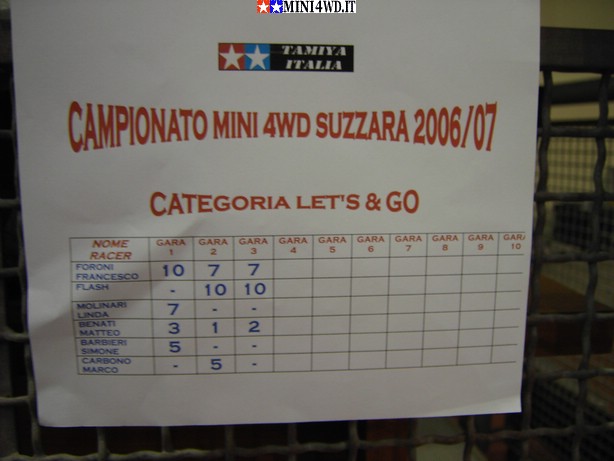 MINI4WD.IT
TAMIYA
ITALIA
CAMPIONATO MINI 4WD SUZZARA 2006/07
CATEGORIA LET'S & GO
NOME RACER GARA 1 GARA 2 GARA 3 GARA 4 GARA 5 GARA 6 GARA 7 GARA 8 GARA 9 GARA 10
FORONI FRANCESCO 10 7 7
FLASH - 10 10
MOLINARI LINDA 7 - -
BENATI MATTEO 3 1 2
BARBIERI SIMONE 5 - -
CARBONO MARCO - 5 -